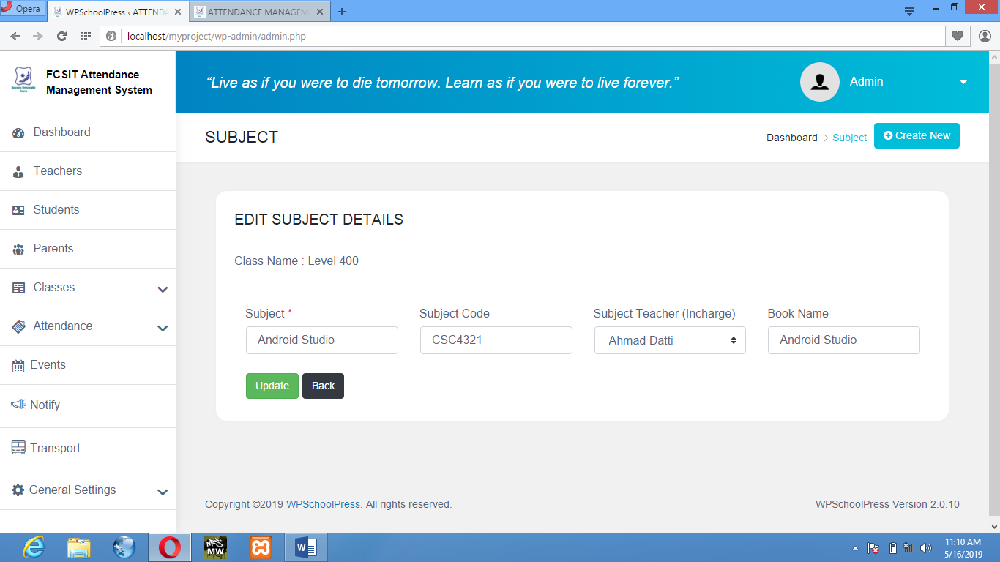 Opera
WPSchoolPress ‹ ATTENDA
ATTENDANCE MANAGEM
localhost/myproject/wp-admin/admin.php
FCSIT Attendance
Management System
“Live as if you were to die tomorrow. Learn as if you were to live forever.”
Admin
Bayero University
Kano
SUBJECT
Dashboard > Subject
Create New
Dashboard
Teachers
Students
Parents
Classes
Attendance
Events
Notify
Transport
General Settings
EDIT SUBJECT DETAILS
Class Name : Level 400
Subject * Subject Code Subject Teacher (Incharge) Book Name
Android Studio CSC4321 Ahmad Datti Android Studio
Update Back
Copyright ©2019 WPSchoolPress. All rights reserved. WPSchoolPress Version 2.0.10
NFS
MW
W
11:10 AM
5/16/2019